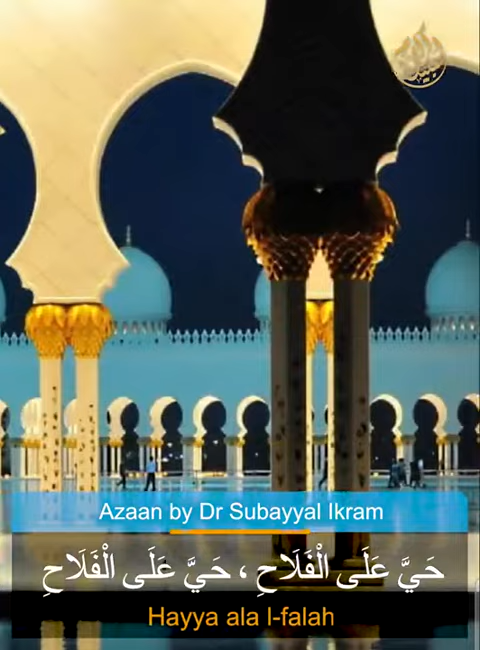 Azaan by Dr Subayyal Ikram
حَيَّ عَلَى الْفَلَاحِ ، حَيَّ عَلَى الْفَلَاحِ
Hayya ala l-falah